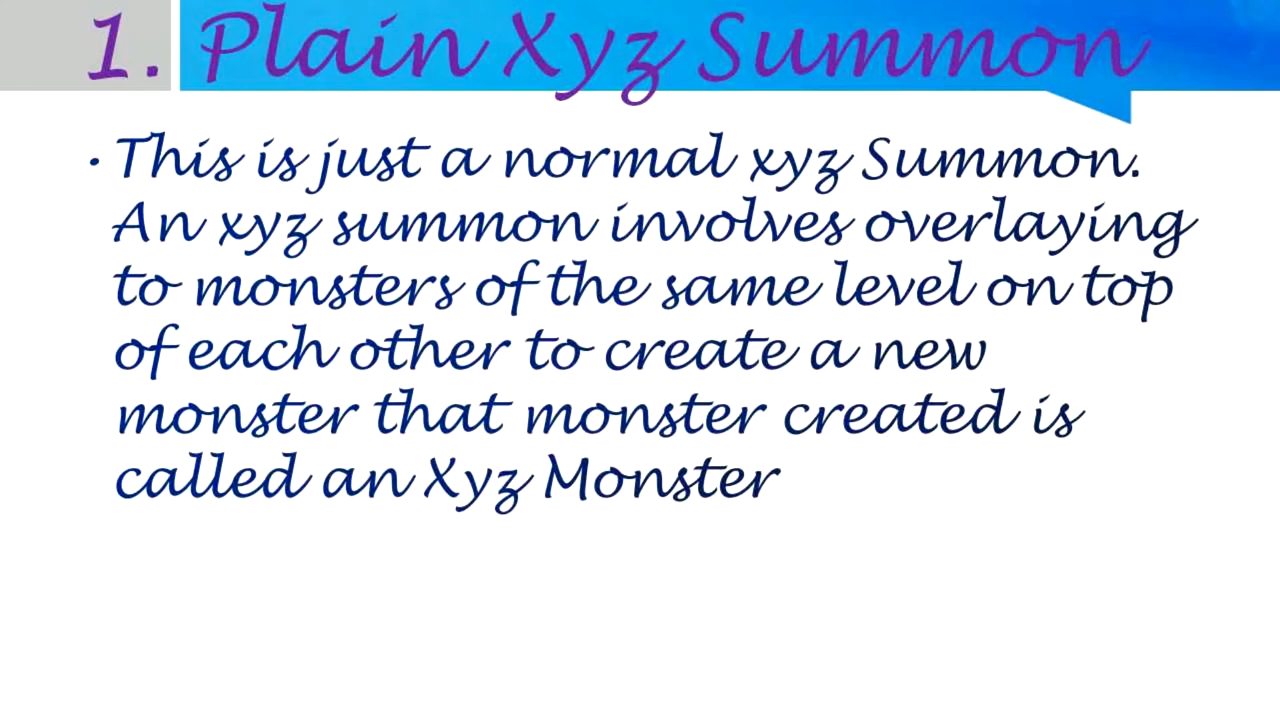 1. Plain Xyz Summon
• This is just a normal xyz Summon.
An xyz summon involves overlaying
to monsters of the same level on top
of each other to create a new
monster that monster created is
called an Xyz Monster